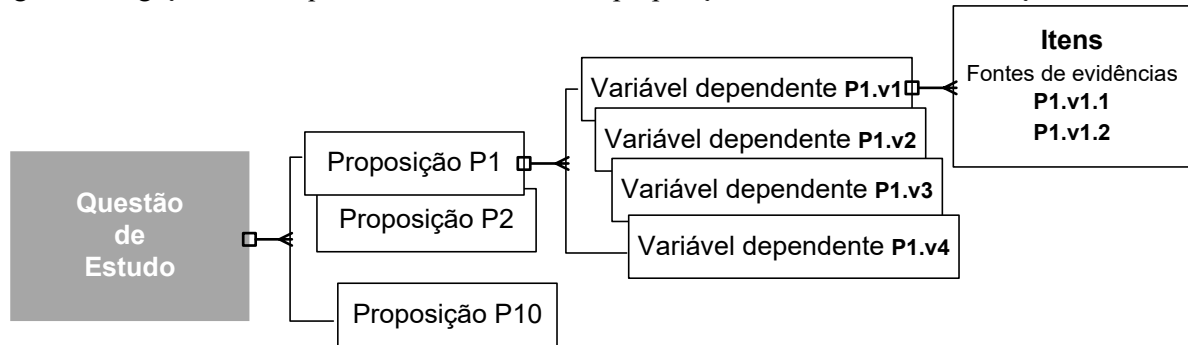 Itens
Fontes de evidências
P1.v1.1
P1.v1.2
Variável dependente P1.v1
Variável dependente P1.v2
Variável dependente P1.v3
Variável dependente P1.v4
Proposição P1
Proposição P2
Proposição P10
Questão
de
Estudo